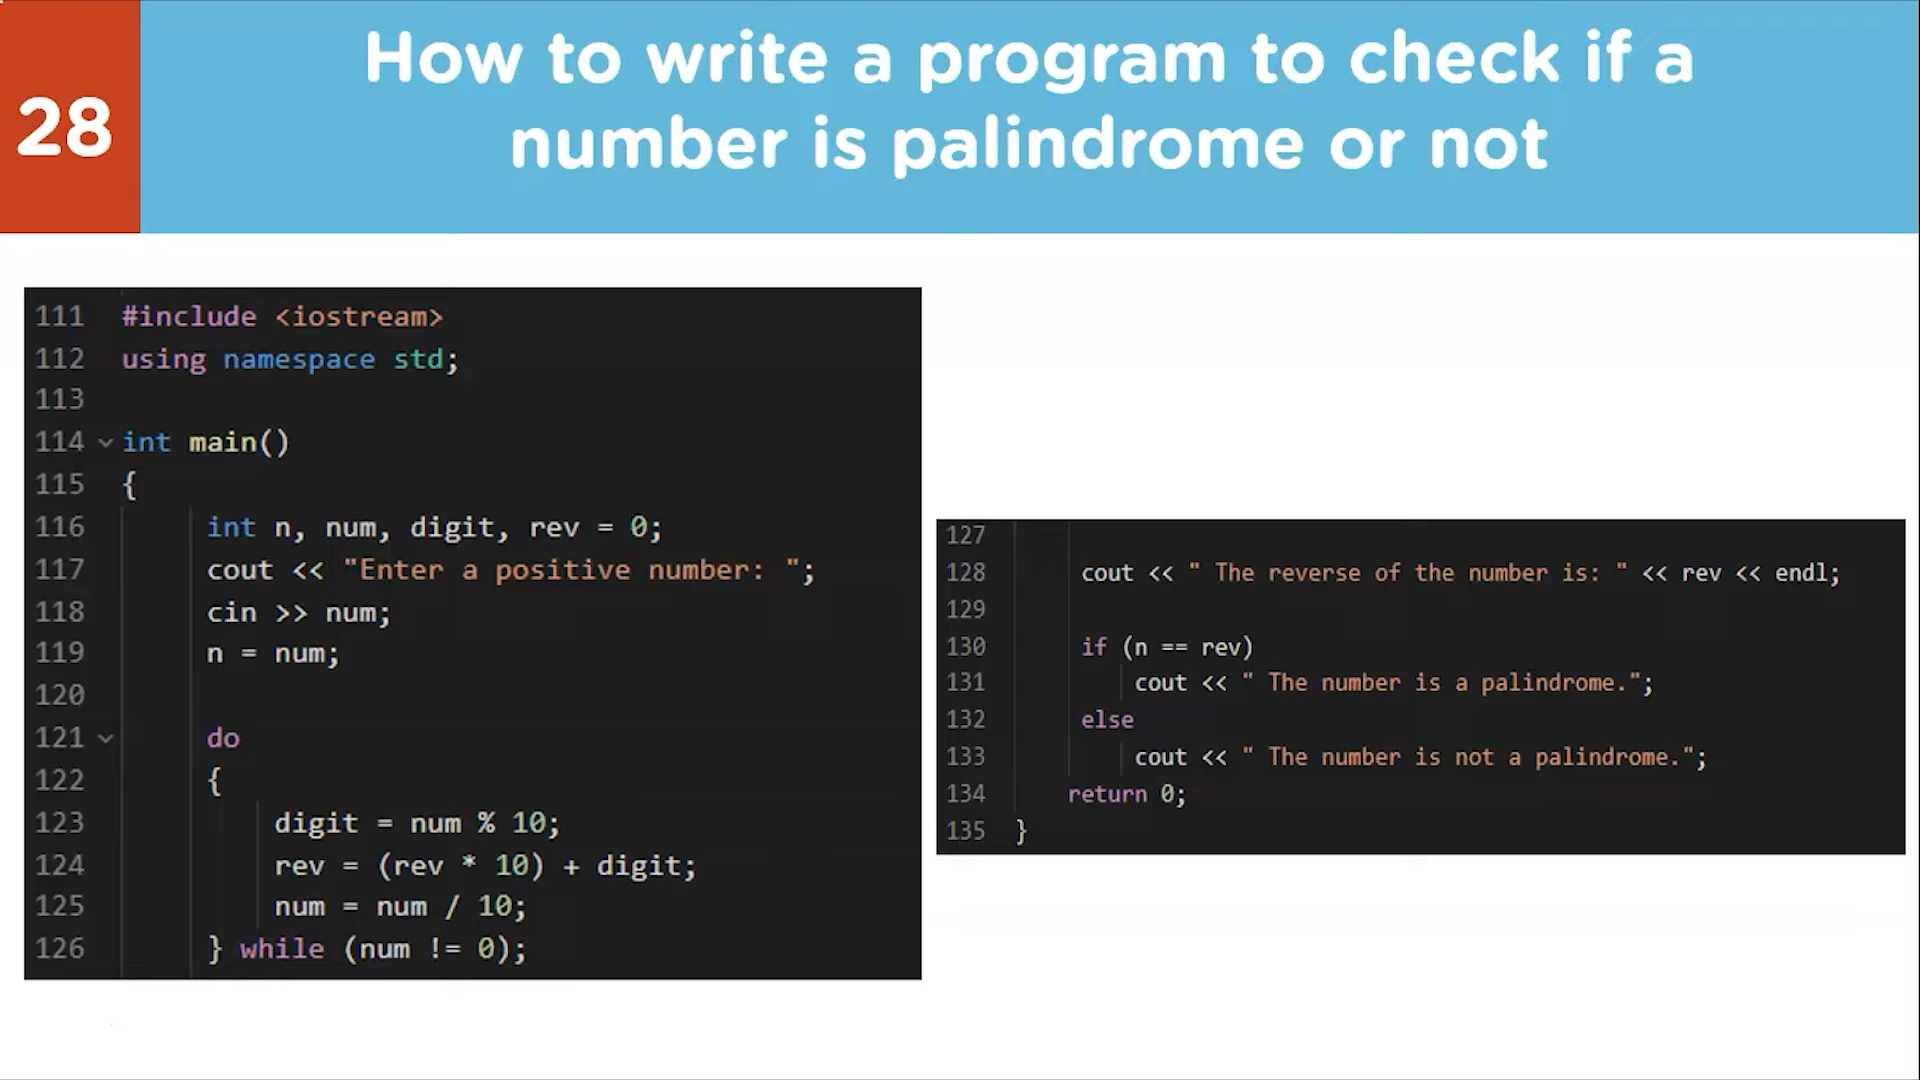 28
How to write a program to check if a
number is palindrome or not
111 #include <iostream>
112 using namespace std;
113
114 int main()
115 {
116 int n, num, digit, rev = 0;
117 cout << "Enter a positive number: ";
118 cin >> num;
119 n = num;
120
121 do
122 {
123 digit = num % 10;
124 rev = (rev * 10) + digit;
125 num = num / 10;
126 } while (num != 0);
127
128 cout << " The reverse of the number is: " << rev << endl;
129
130 if (n == rev)
131 cout << " The number is a palindrome.";
132 else
133 cout << " The number is not a palindrome.";
134 return 0;
135 }